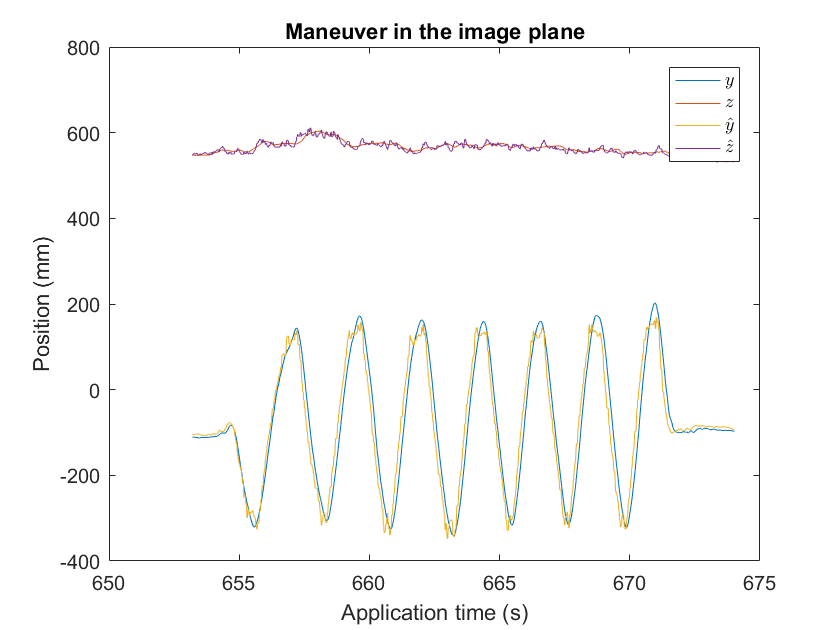 Maneuver in the image plane
800
600
400
200
0
-200
-400
Position (mm)
y
z
ŷ
ẑ
650
655
660
665
670
675
Application time (s)